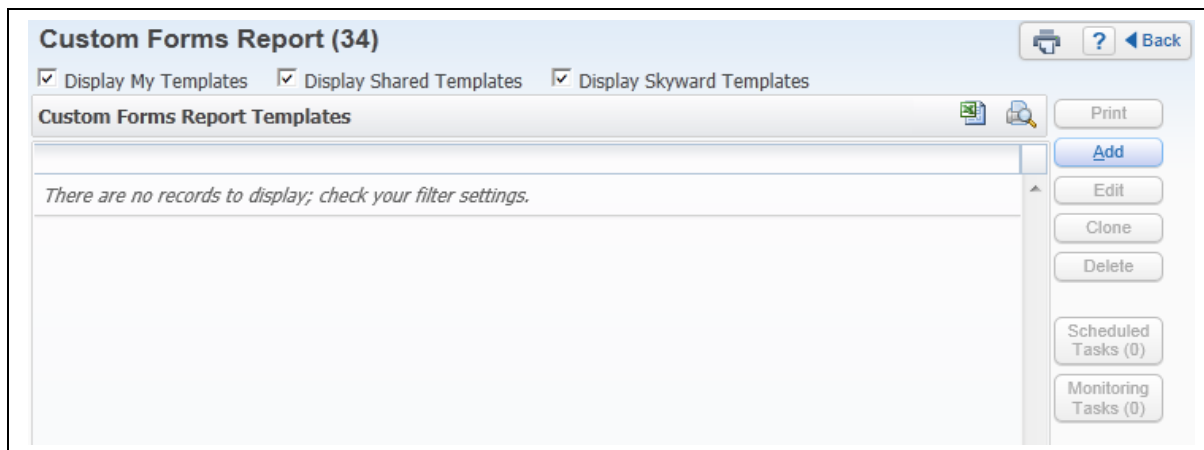 Custom Forms Report (34)
? Back
Display My Templates Display Shared Templates Display Skyward Templates
Custom Forms Report Templates
There are no records to display; check your filter settings.
Print
Add
Edit
Clone
Delete
Scheduled
Tasks (0)
Monitoring
Tasks (0)